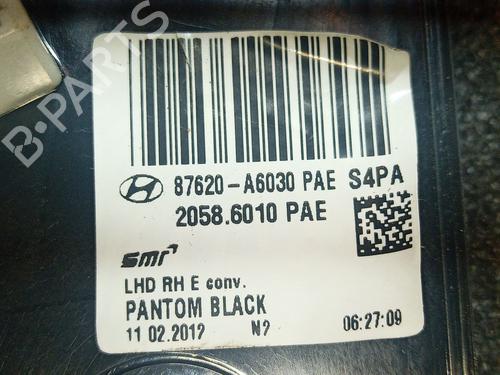 B-PARTS
87620-A6030 PAE S4PA
2058.6010 PAE
smr
LHD RH E conv.
PANTOM BLACK
11 02.2012 N2 06:27:09